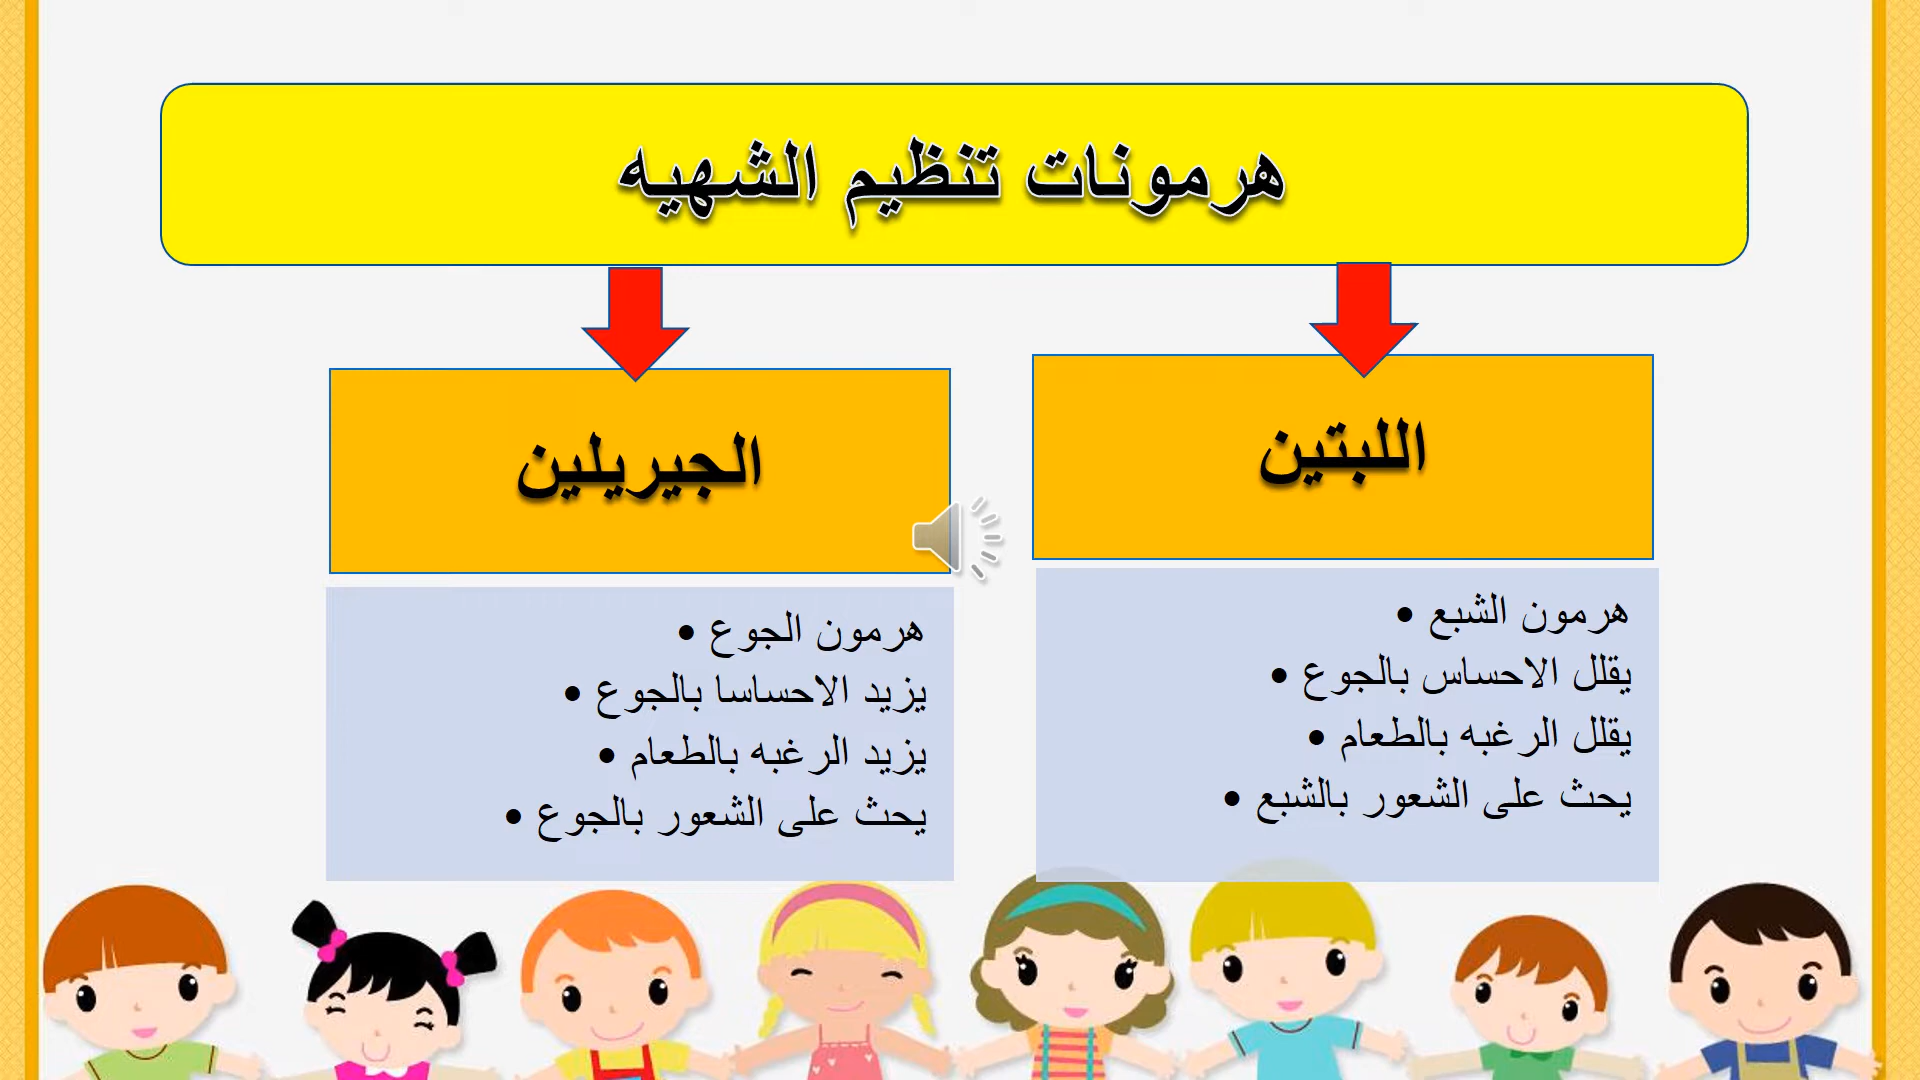 هرمونات تنظيم الشهيه
اللبتين
هرمون الشبع •
يقلل الاحساس بالجوع •
يقلل الرغبه بالطعام •
يحث على الشعور بالشبع •
الجيريلين
هرمون الجوع •
يزيد الاحساسا بالجوع •
يزيد الرغبه بالطعام •
يحث على الشعور بالجوع •